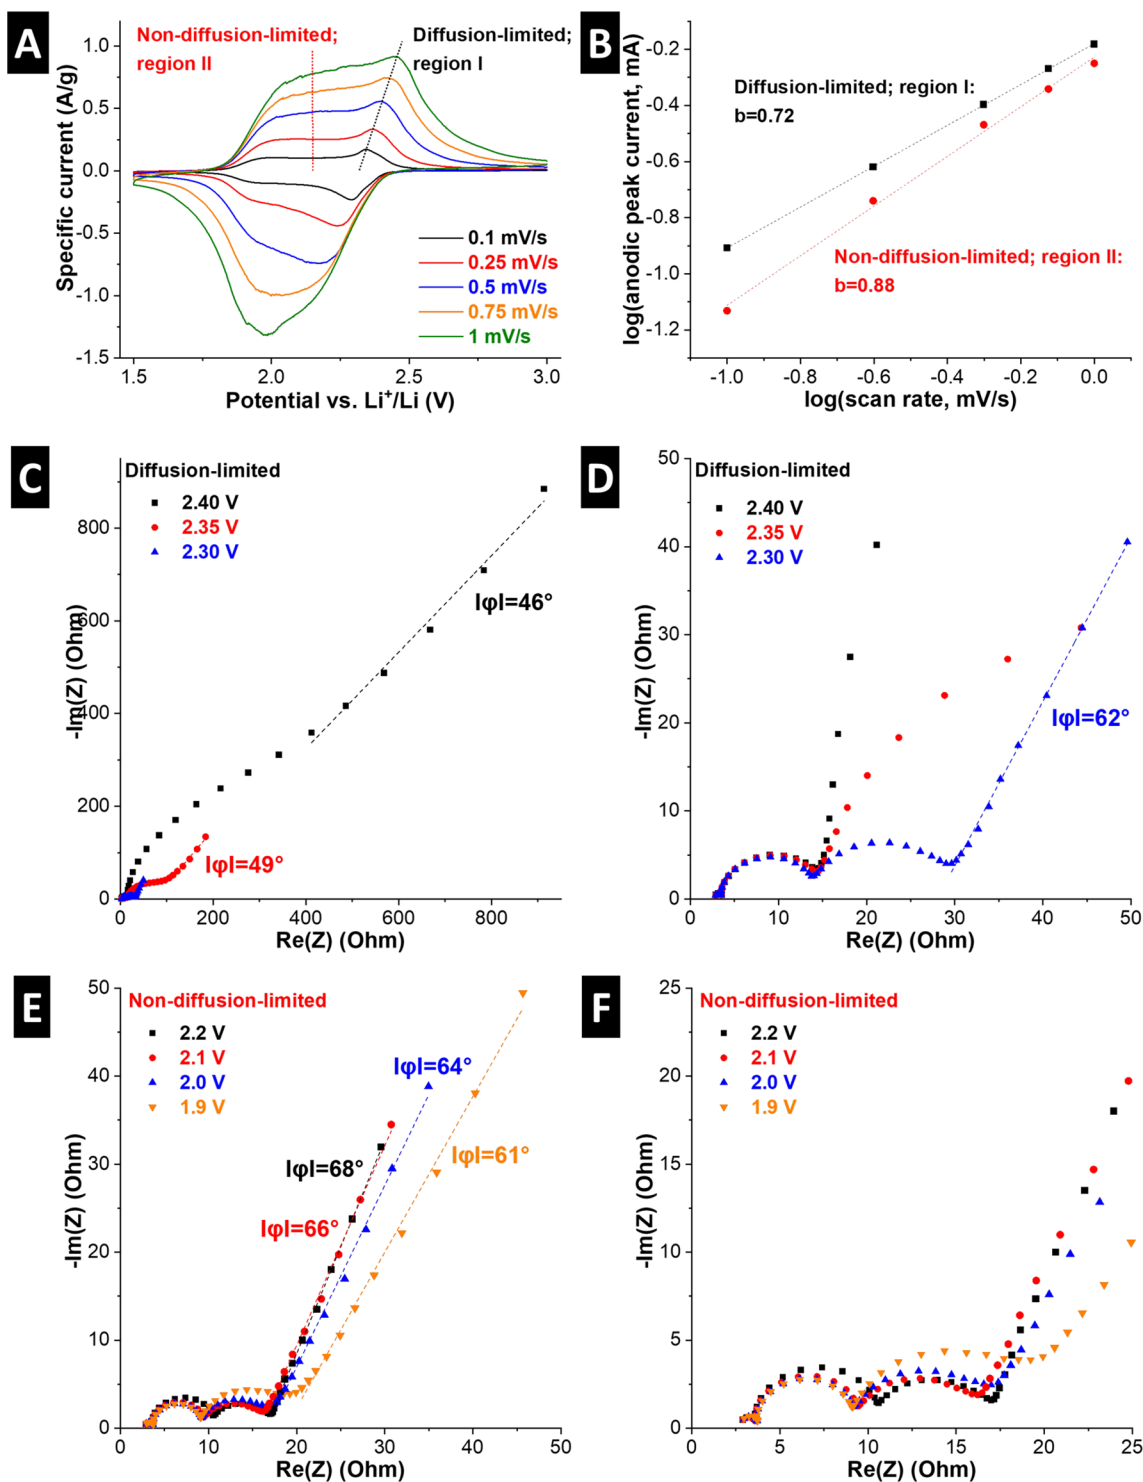 A
Non-diffusion-limited;
region II
Diffusion-limited;
region I
1.0
0.5
0.0
-0.5
-1.0
-1.5
Specific current (A/g)
0.1 mV/s
0.25 mV/s
0.5 mV/s
0.75 mV/s
1 mV/s
1.5
2.0
2.5
3.0
Potential vs. Li⁺/Li (V)
B
-0.2
-0.4
-0.6
-0.8
-1.0
-1.2
log(anodic peak current, mA)
Diffusion-limited; region I:
b=0.72
Non-diffusion-limited; region II:
b=0.88
-1.0
-0.8
-0.6
-0.4
-0.2
0.0
log(scan rate, mV/s)
C
Diffusion-limited
2.40 V
2.35 V
2.30 V
800
600
400
200
0
-Im(Z) (Ohm)
IφI=46°
IφI=49°
0
200
400
600
800
Re(Z) (Ohm)
D
50
40
30
20
10
0
-Im(Z) (Ohm)
Diffusion-limited
2.40 V
2.35 V
2.30 V
IφI=62°
0
10
20
30
40
50
Re(Z) (Ohm)
E
50
40
30
20
10
0
-Im(Z) (Ohm)
Non-diffusion-limited
2.2 V
2.1 V
2.0 V
1.9 V
IφI=64°
IφI=68°
IφI=61°
IφI=66°
0
10
20
30
40
50
Re(Z) (Ohm)
F
25
20
15
10
5
0
-Im(Z) (Ohm)
Non-diffusion-limited
2.2 V
2.1 V
2.0 V
1.9 V
0
5
10
15
20
25
Re(Z) (Ohm)